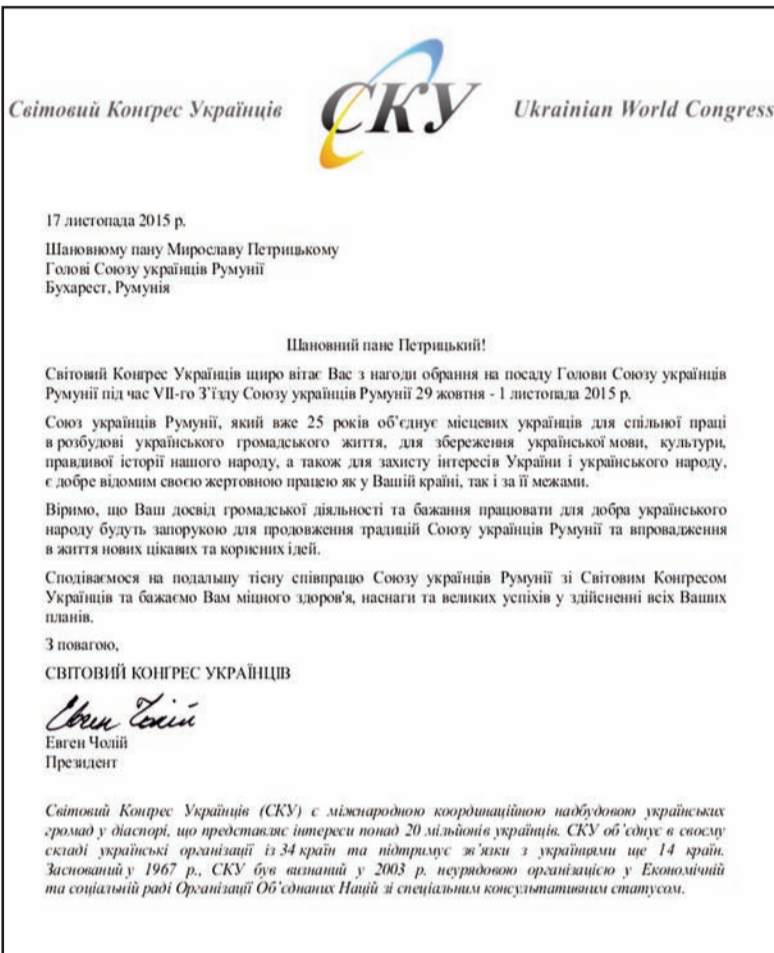 Світовий Конґрес Українців
СКУ
Ukrainian World Congress
17 листопада 2015 р.
Шановному пану Мирославу Петрицькому
Голові Союзу українців Румунії
Бухарест, Румунія
Шановний пане Петрицький!
Світовий Конґрес Українців щиро вітає Вас з нагоди обрання на посаду Голови Союзу українців
Румунії під час VII-го З’їзду Союзу українців Румунії 29 жовтня - 1 листопада 2015 р.
Союз українців Румунії, який вже 25 років об’єднує місцевих українців для спільної праці
в розбудові українського громадського життя, для збереження української мови, культури,
правдивої історії нашого народу, а також для захисту інтересів України і українського народу,
є добре відомим своєю жертовною працею як у Вашій країні, так і за її межами.
Віримо, що Ваш досвід громадської діяльності та бажання працювати для добра українського
народу будуть запорукою для продовження традицій Союзу українців Румунії та впровадження
в життя нових цікавих та корисних ідей.
Сподіваємося на подальшу тісну співпрацю Союзу українців Румунії зі Світовим Конґресом
Українців та бажаємо Вам міцного здоров'я, наснаги та великих успіхів у здійсненні всіх Ваших
планів.
З повагою,
СВІТОВИЙ КОНҐРЕС УКРАЇНЦІВ
Евген Чолій
Евген Чолій
Президент
Світовий Конґрес Українців (СКУ) є міжнародною координаційною надбудовою українських
громад у діаспорі, що представляє інтереси понад 20 мільйонів українців. СКУ об’єднує в своєму
складі українські організації із 34 країн та підтримує зв’язки з українцями ще 14 країн.
Заснований у 1967 р., СКУ був визнаний у 2003 р. неурядовою організацією у Економічній
та соціальній раді Організації Об’єднаних Націй зі спеціальним консультативним статусом.